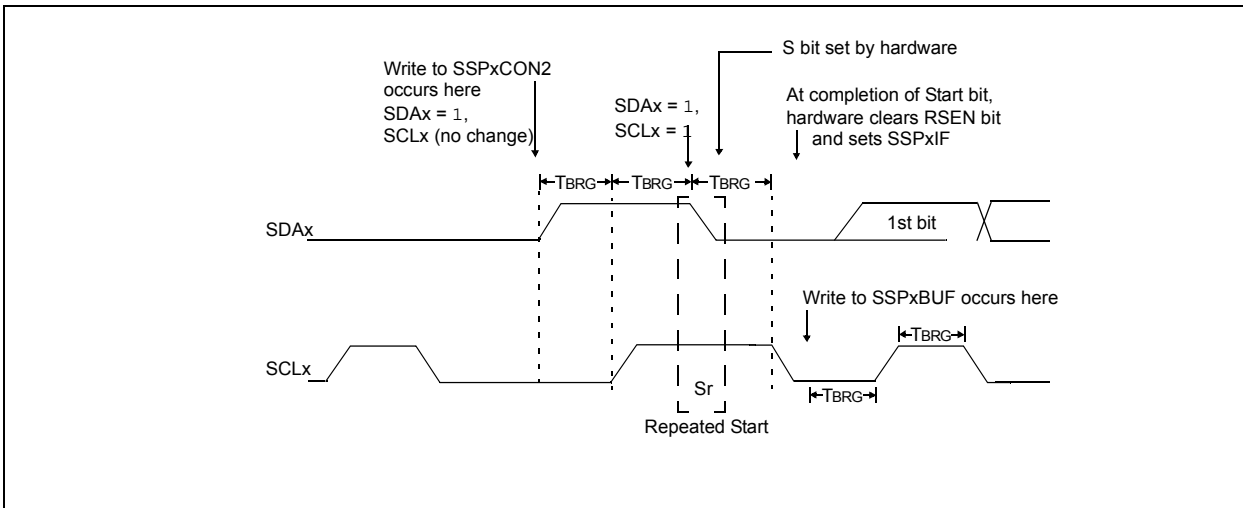 S bit set by hardware
Write to SSPxCON2
occurs here
SDAx = 1,
SCLx (no change)
SDAx = 1,
SCLx = 1
At completion of Start bit,
hardware clears RSEN bit
and sets SSPxIF
TBRG TBRG TBRG
SDAx
1st bit
Write to SSPxBUF occurs here
TBRG
SCLx
Sr
TBRG
Repeated Start